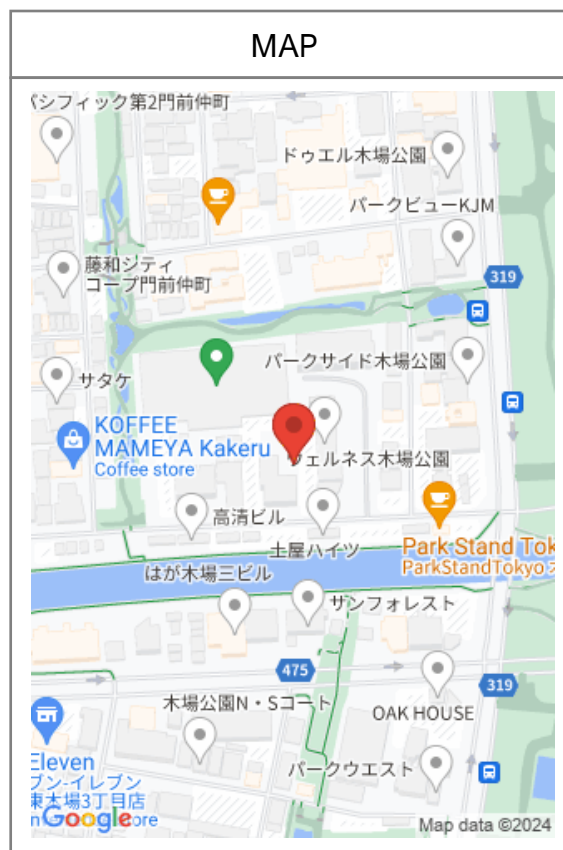 MAP
パシフィック第2門前仲町
ドゥエル木場公園
パークビューKJM
藤和シティ
コープ門前仲町
319
パークサイド木場公園
サタケ
KOFFEE
MAMEYA Kakeru
Coffee store
ウェルネス木場公園
高清ビル
土屋ハイツ
Park Stand Tok
ParkStandTokyo
はが木場三ビル
サンフォレスト
475
319
木場公園N・Sコート
OAK HOUSE
Eleven
ブン-イレブン
東木場3丁目店
パークウエスト
Google
ore
Map data ©2024